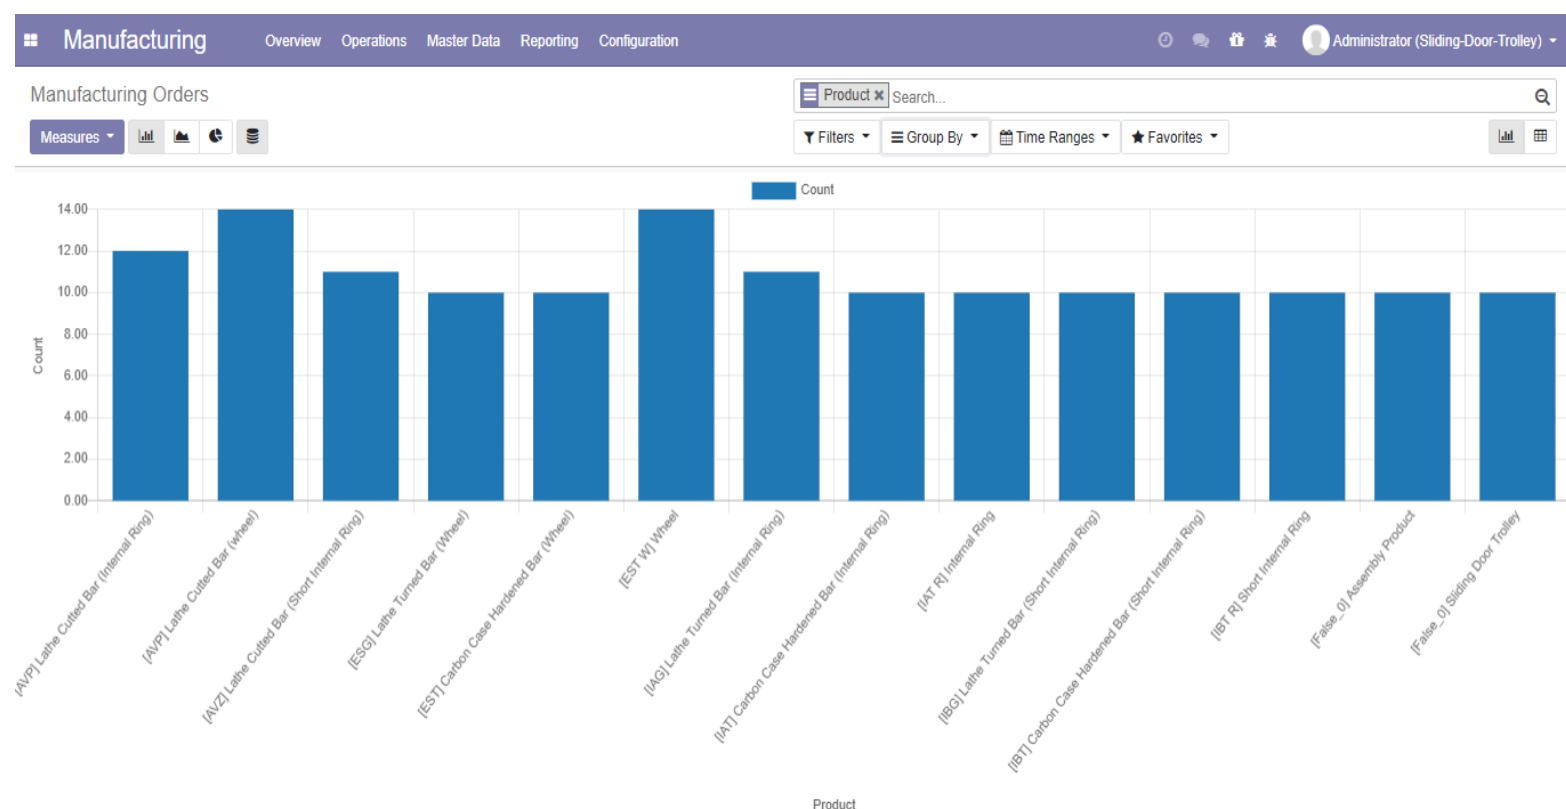 Manufacturing Overview Operations Master Data Reporting Configuration Administrator (Sliding-Door-Trolley)
Manufacturing Orders
Product Search...
Measures Filters Group By Time Ranges Favorites
Count
14.00
12.00
10.00
8.00
6.00
4.00
2.00
0.00
Count
[AVP] Lathe Cutted Bar (Internal Ring)
[AVP] Lathe Cutted Bar (wheel)
[AVZ] Lathe Cutted Bar (Short Internal Ring)
[ESG] Lathe Turned Bar (Wheel)
[EST] Carbon Case Hardened Bar (Wheel)
[EST W] Wheel
[IAG] Lathe Turned Bar (Internal Ring)
[IAT] Carbon Case Hardened Bar (Internal Ring)
[IAT R] Internal Ring
[IBG] Lathe Turned Bar (Short Internal Ring)
[IBT] Carbon Case Hardened Bar (Short Internal Ring)
[IBT R] Short Internal Ring
[False_0] Assembly Product
[False_0] Sliding Door Trolley
Product